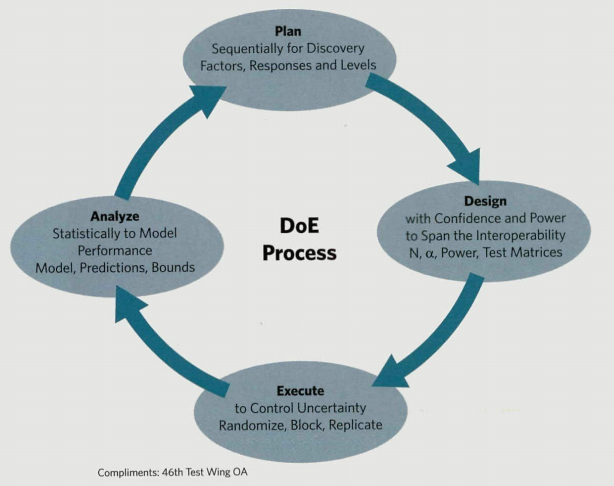 Plan
Sequentially for Discovery
Factors, Responses and Levels
Design
with Confidence and Power
to Span the Interoperability
N, α, Power, Test Matrices
Analyze
Statistically to Model
Performance
Model, Predictions, Bounds
DoE
Process
Execute
to Control Uncertainty
Randomize, Block, Replicate
Compliments: 46th Test Wing OA